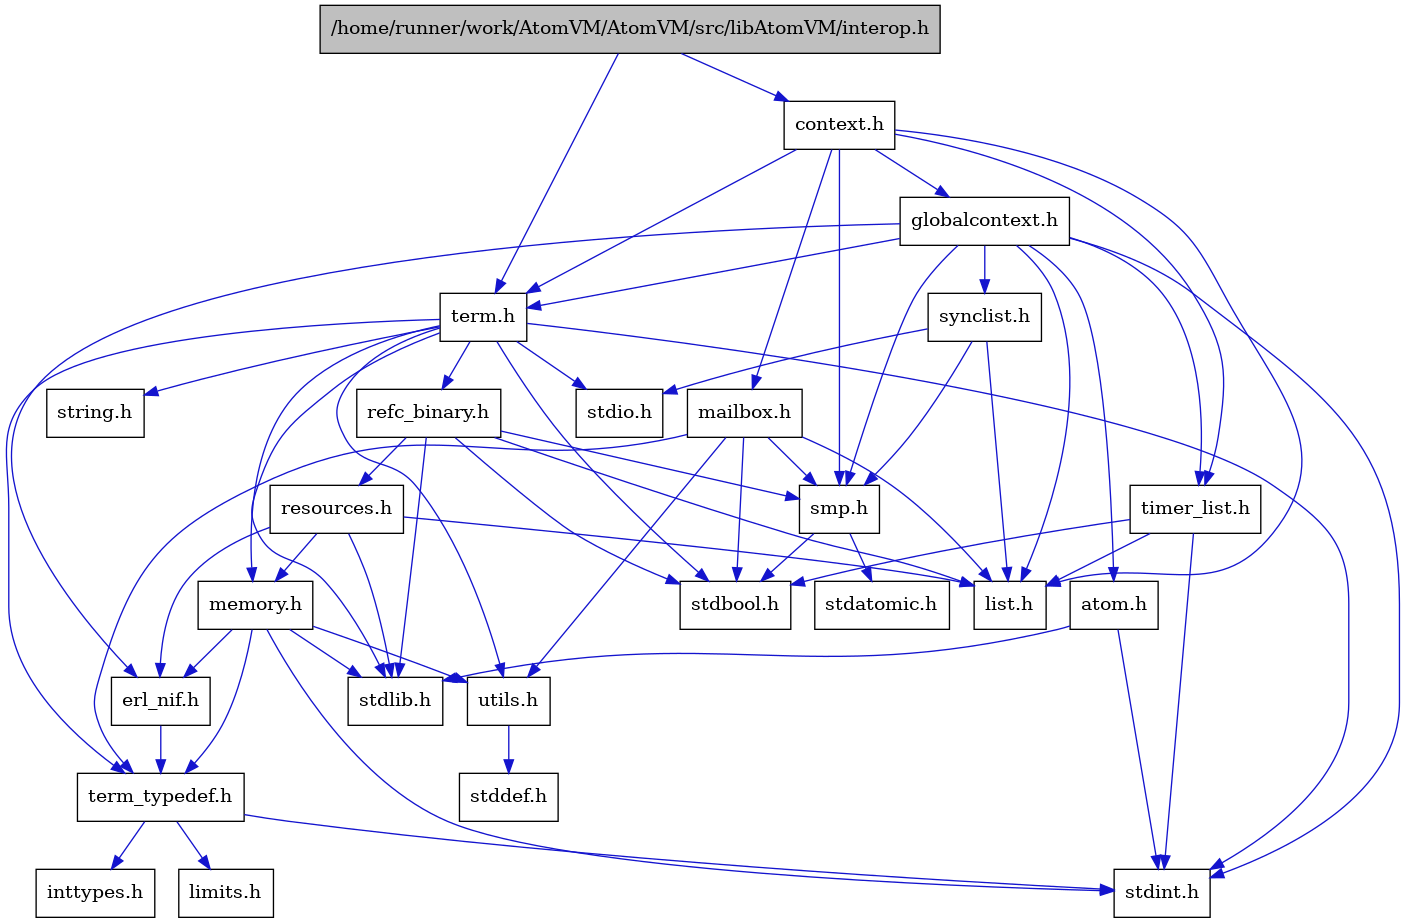 /home/runner/work/AtomVM/AtomVM/src/libAtomVM/interop.h
context.h
globalcontext.h
term.h
synclist.h
string.h
refc_binary.h
stdio.h
mailbox.h
resources.h
smp.h
timer_list.h
memory.h
stdbool.h
stdatomic.h
list.h
atom.h
erl_nif.h
stdlib.h
utils.h
term_typedef.h
stddef.h
inttypes.h
limits.h
stdint.h